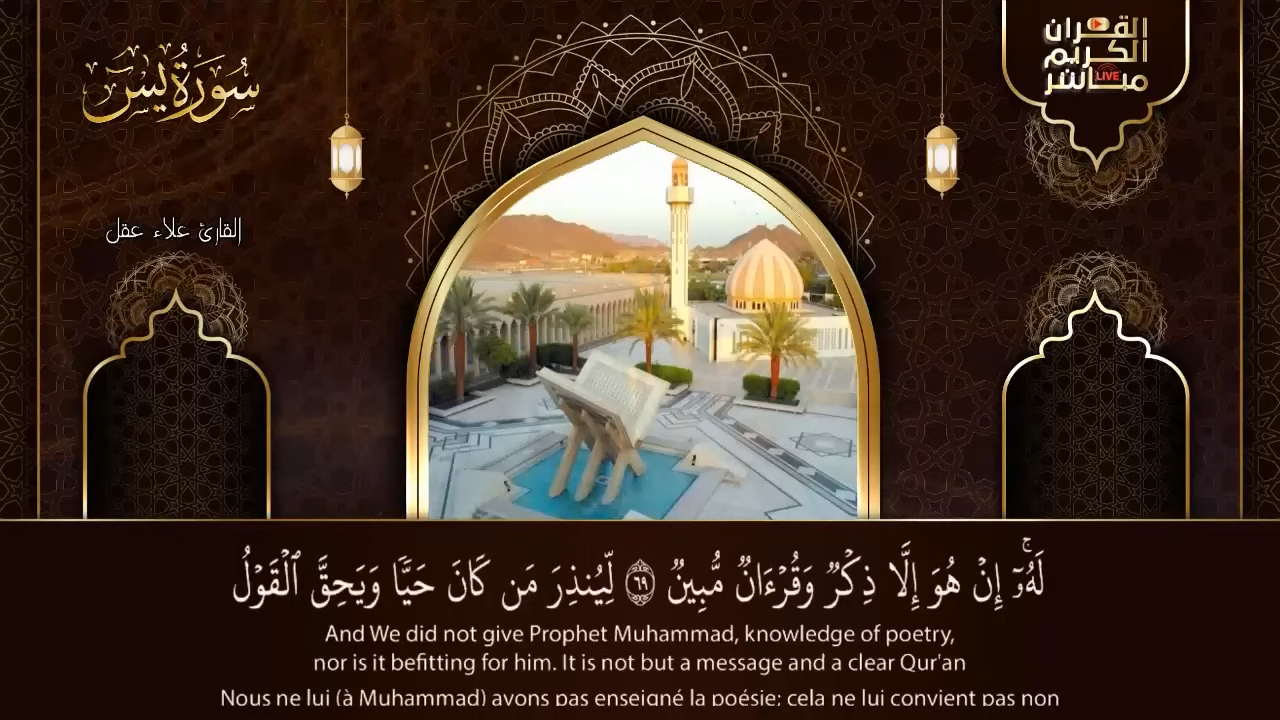 سُورَةُ يسٓ
القرآن
الكريم
مباشر
LIVE
القارئ علاء عقل
لَهُۥٓۚ إِنۡ هُوَ إِلَّا ذِكۡرٞ وَقُرۡءَانٞ مُّبِينٞ ٦٩ لِّيُنذِرَ مَن كَانَ حَيّٗا وَيَحِقَّ ٱلۡقَوۡلُ
And We did not give Prophet Muhammad, knowledge of poetry,
nor is it befitting for him. It is not but a message and a clear Qur'an
Nous ne lui (à Muhammad) avons pas enseigné la poésie; cela ne lui convient pas non